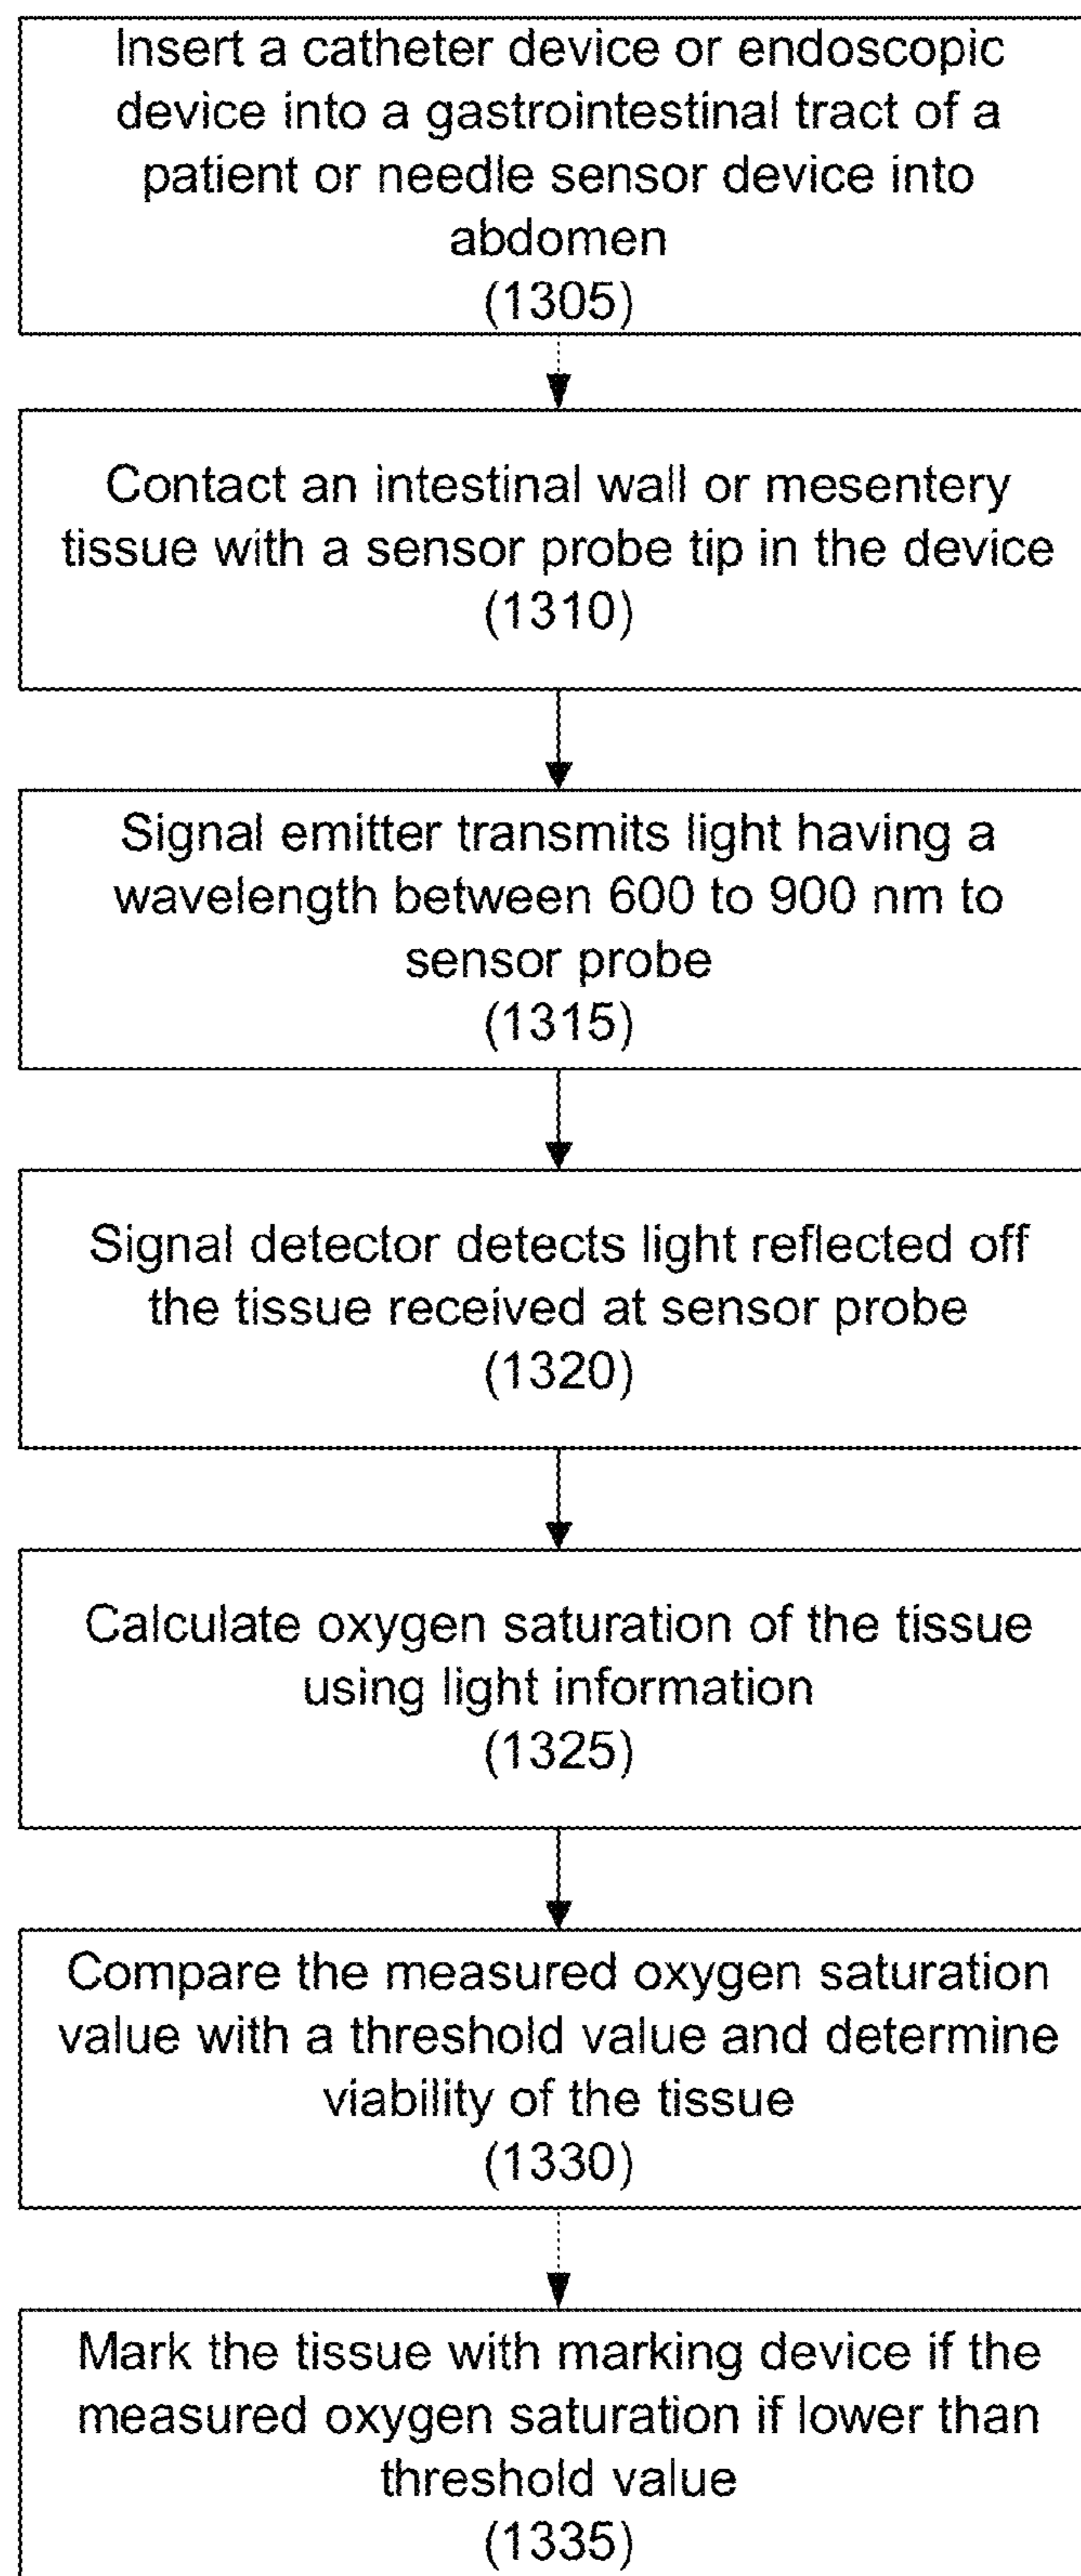 Insert a catheter device or endoscopic
device into a gastrointestinal tract of a
patient or needle sensor device into
abdomen
(1305)
Contact an intestinal wall or mesentery
tissue with a sensor probe tip in the device
(1310)
Signal emitter transmits light having a
wavelength between 600 to 900 nm to
sensor probe
(1315)
Signal detector detects light reflected off
the tissue received at sensor probe
(1320)
Calculate oxygen saturation of the tissue
using light information
(1325)
Compare the measured oxygen saturation
value with a threshold value and determine
viability of the tissue
(1330)
Mark the tissue with marking device if the
measured oxygen saturation if lower than
threshold value
(1335)